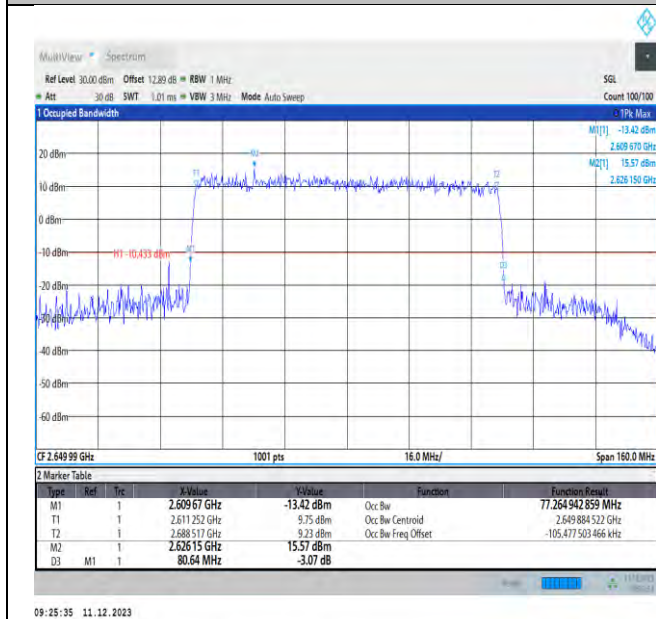 MultiView Spectrum
Ref Level 30.00 dBm Offset 12.89 dB RBW 1 MHz SGL
Att 30 dB SWT 1.01 ms VBW 3 MHz Mode Auto Sweep Count 100/100
1 Occupied Bandwidth 1Pk Max
M1[1] -13.42 dBm
2.609 670 GHz
M2[1] 15.57 dBm
2.626 150 GHz
20 dBm
M2
T1
T2
10 dBm
0 dBm
-10 dBm
H1 -10.433 dBm
M1
D3
-20 dBm
-30 dBm
-40 dBm
-50 dBm
-60 dBm
CF 2.649 99 GHz 1001 pts 16.0 MHz/ Span 160.0 MHz
2 Marker Table
Type Ref Trc X-Value Y-Value Function Function Result
M1 1 2.609 67 GHz -13.42 dBm Occ Bw 77.264 942 859 MHz
T1 1 2.611 252 GHz 9.75 dBm Occ Bw Centroid 2.649 884 522 GHz
T2 1 2.688 517 GHz 9.23 dBm Occ Bw Freq Offset -105.477 503 466 kHz
M2 1 2.626 15 GHz 15.57 dBm
D3 M1 1 80.64 MHz -3.07 dB
09:25:35 11.12.2023